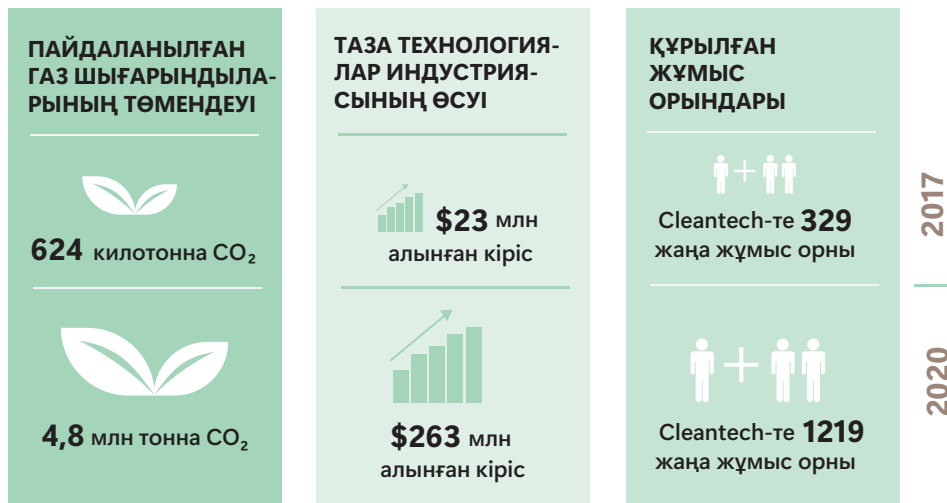 ПАЙДАЛАНЫЛҒАН
ГАЗ ШЫҒАРЫНДЫЛА-
РЫНЫҢ ТӨМЕНДЕУІ
624 килотонна CO₂
4,8 млн тонна CO₂
ТАЗА ТЕХНОЛОГИЯ-
ЛАР ИНДУСТРИЯ-
СЫНЫҢ ӨСУІ
$23 млн
алынған кіріс
$263 млн
алынған кіріс
ҚҰРЫЛҒАН
ЖҰМЫС
ОРЫНДАРЫ
Cleantech-те 329
жаңа жұмыс орны
Cleantech-те 1219
жаңа жұмыс орны
2017
2020